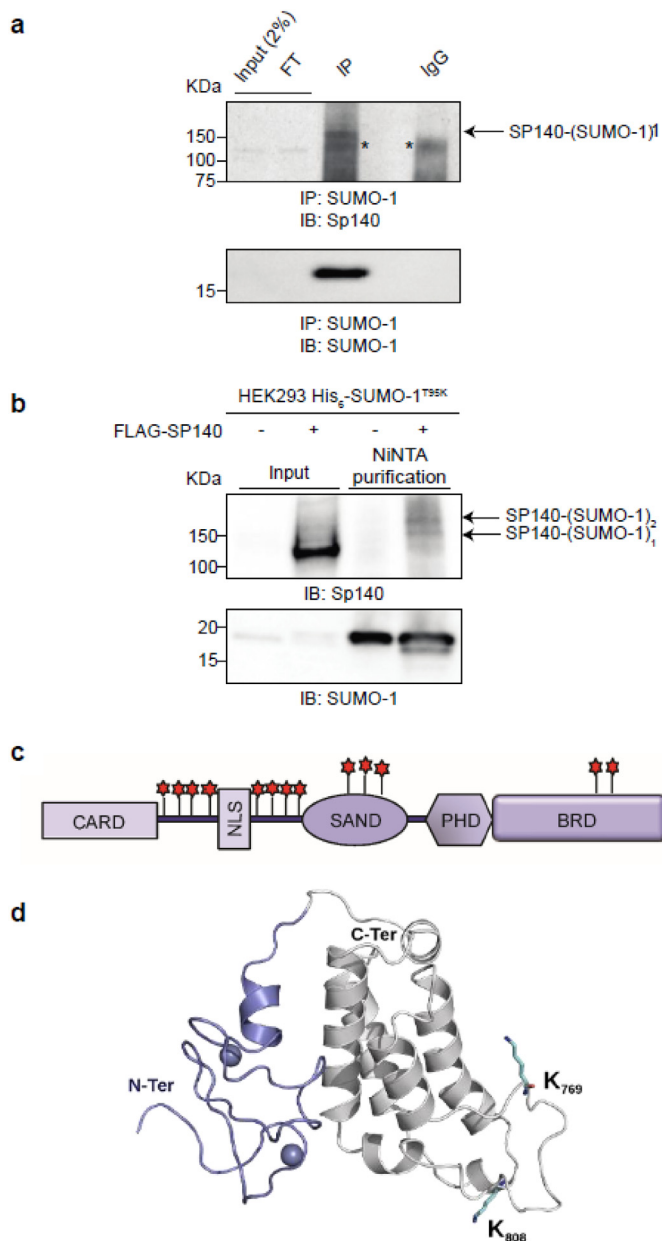 a
Input (2%)
FT
IP
IgG
KDa
150
100
75
*
*
SP140-(SUMO-1)1
IP: SUMO-1
IB: Sp140
15
IP: SUMO-1
IB: SUMO-1
b
HEK293 His6-SUMO-1T95K
FLAG-SP140 - + - +
KDa
Input
NiNTA
purification
150
100
SP140-(SUMO-1)2
SP140-(SUMO-1)1
IB: Sp140
20
15
IB: SUMO-1
c
CARD NLS SAND PHD BRD
d
C-Ter
N-Ter
K769
K808